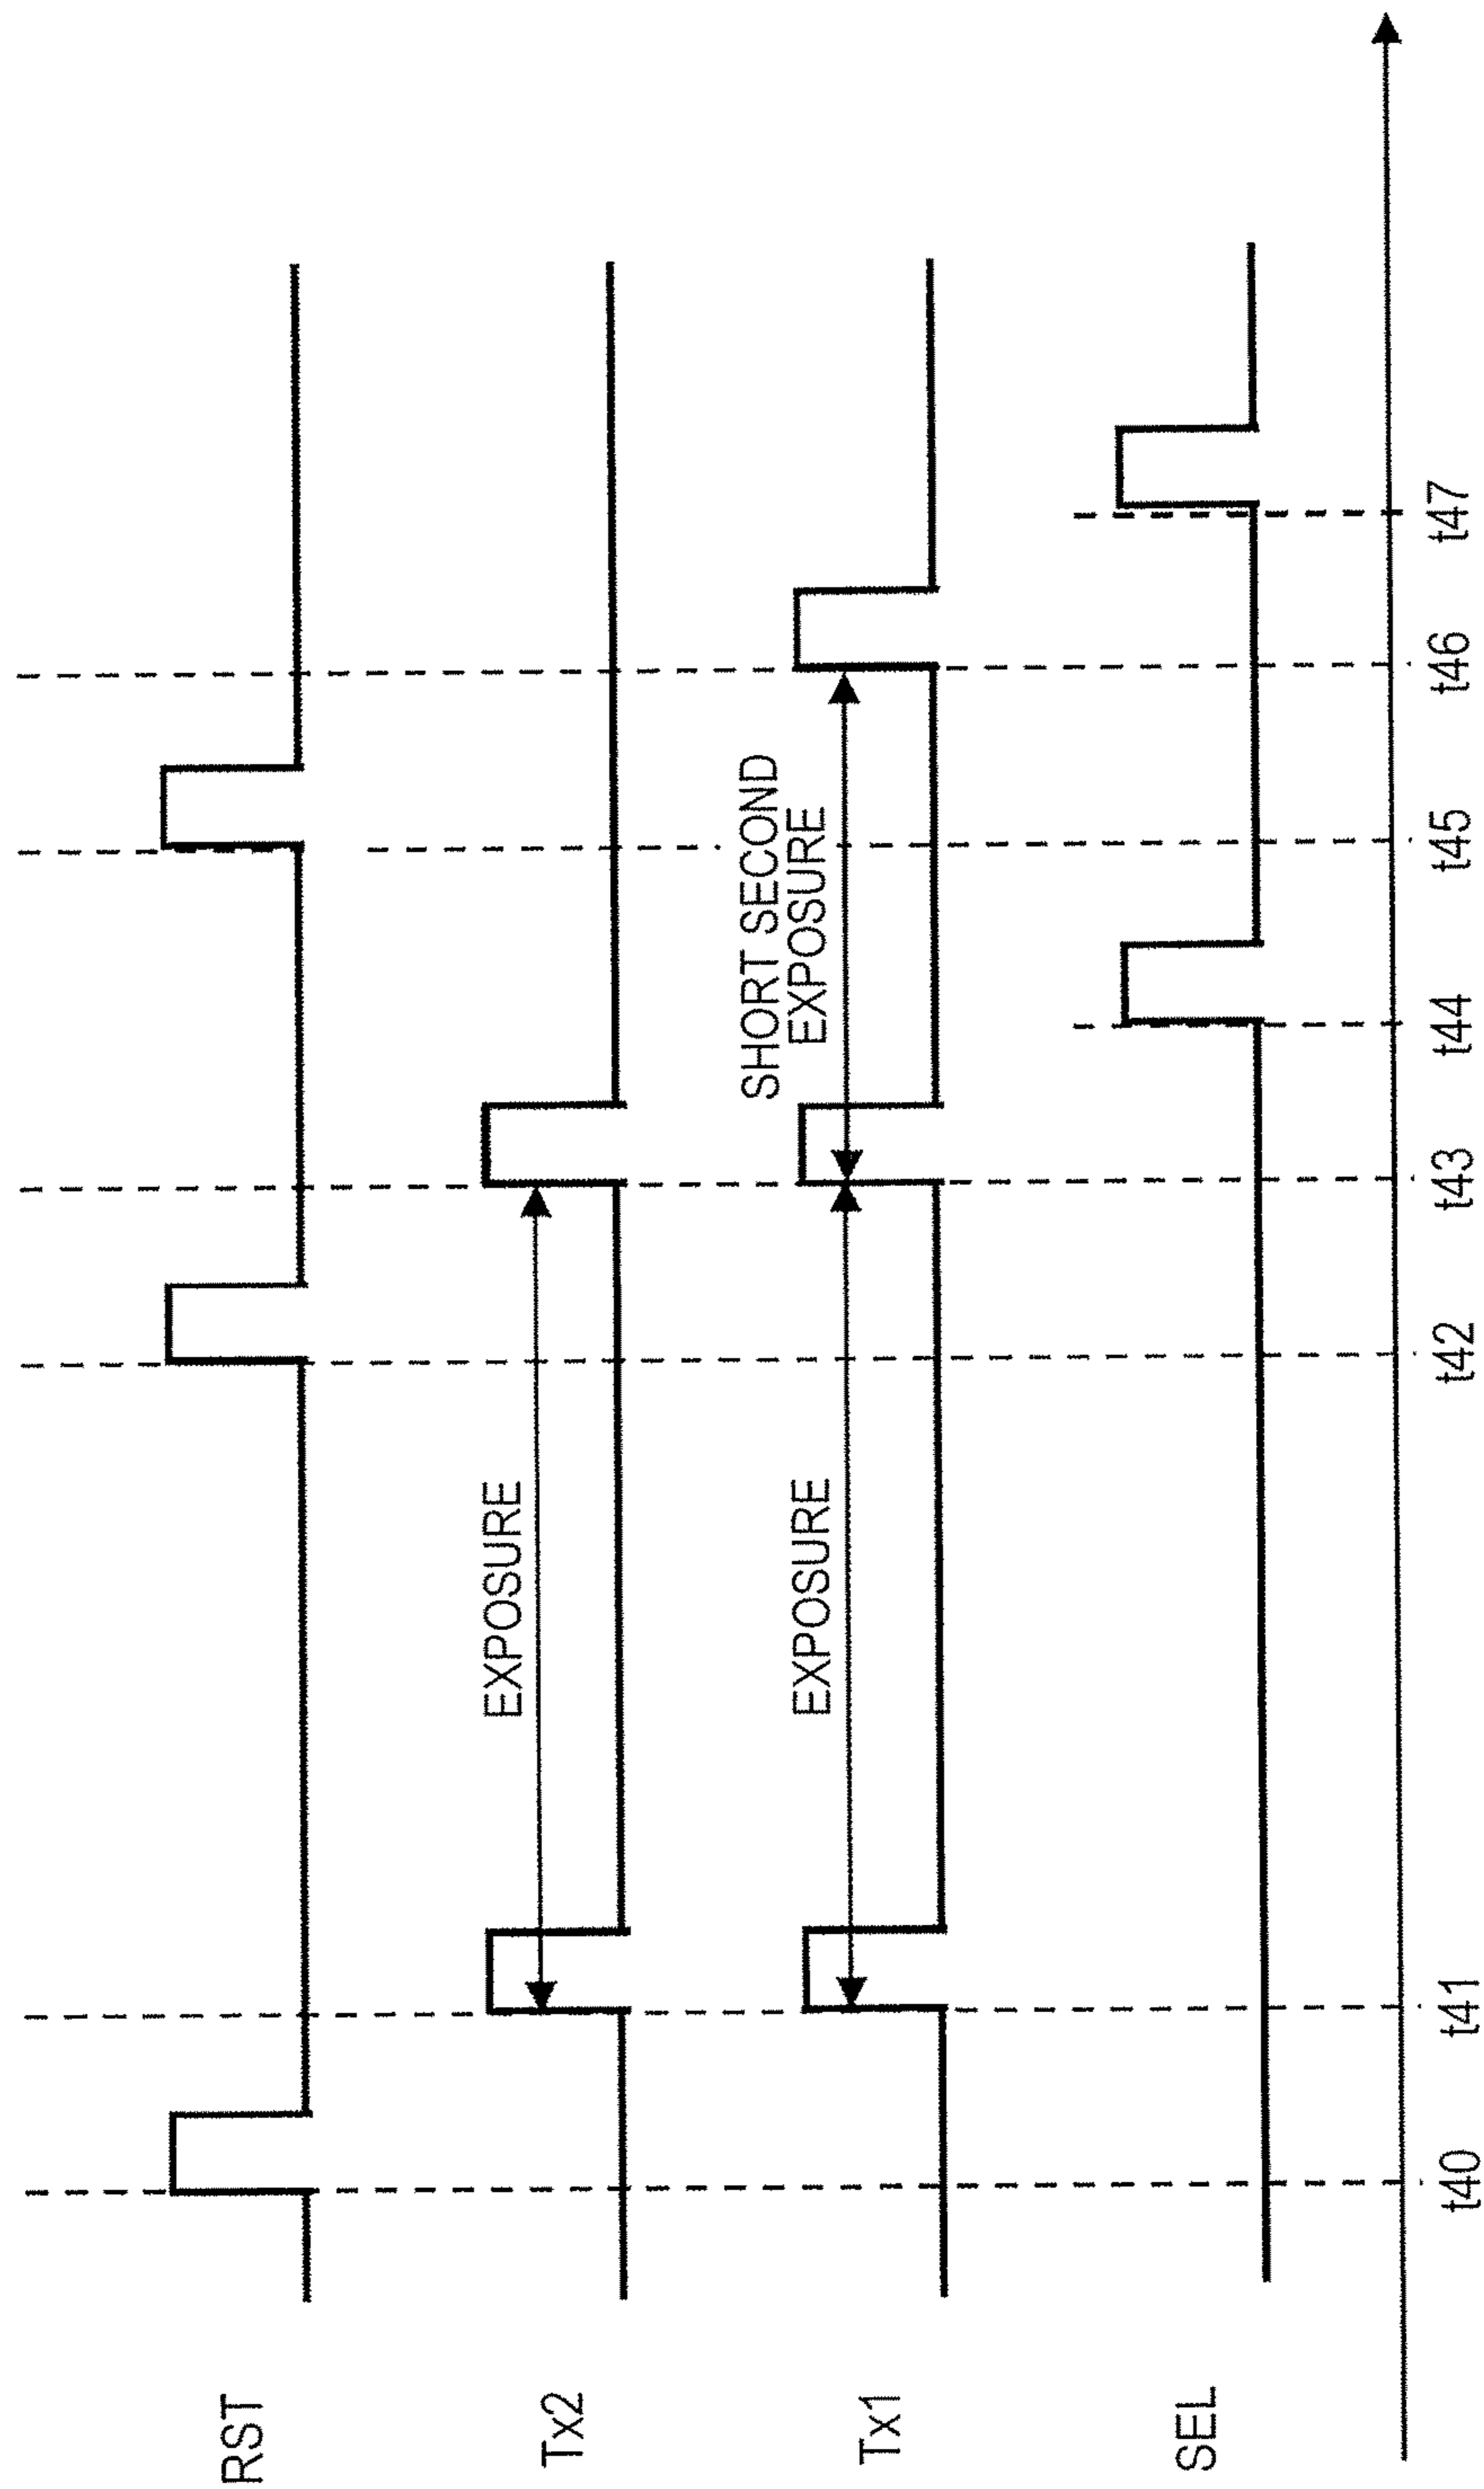 RST
Tx2
EXPOSURE
Tx1
EXPOSURE
SHORT SECOND
EXPOSURE
SEL
t40
t41
t42
t43
t44
t45
t46
t47